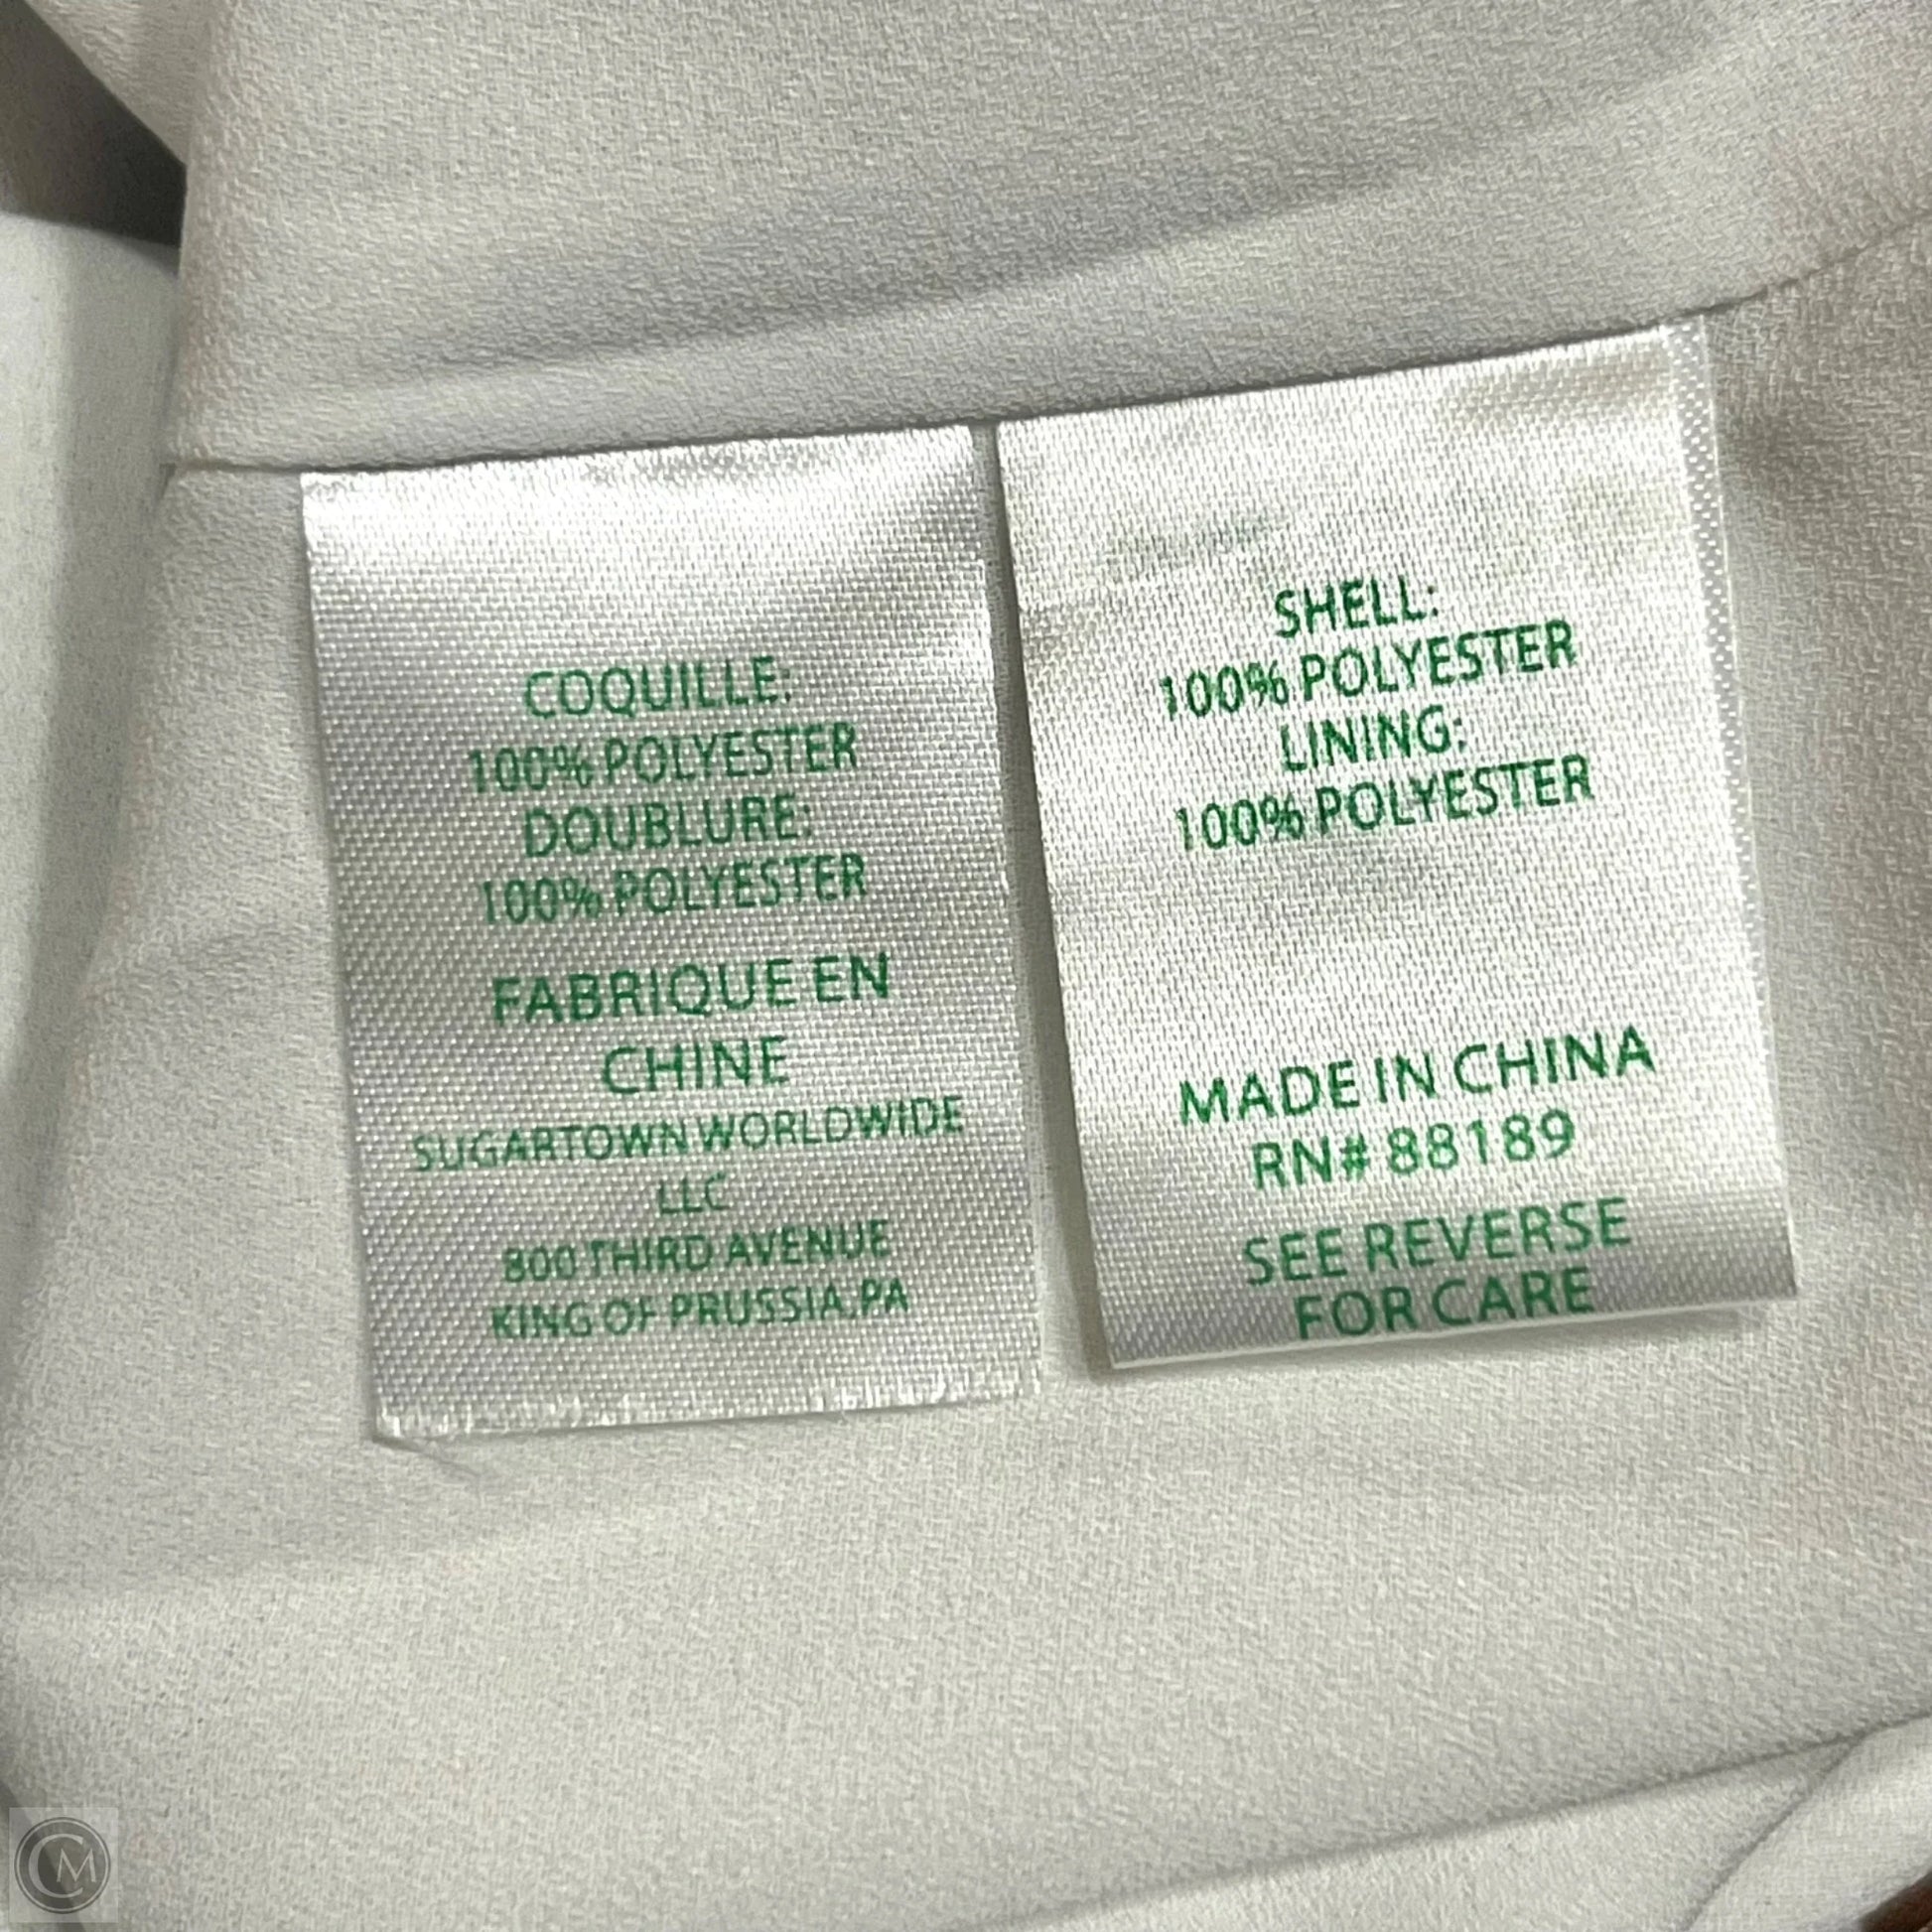 COQUILLE:
100% POLYESTER
DOUBLURE:
100% POLYESTER
FABRIQUE EN
CHINE
SUGARTOWN WORLDWIDE
LLC
800 THIRD AVENUE
KING OF PRUSSIA, PA
SHELL:
100% POLYESTER
LINING:
100% POLYESTER
MADE IN CHINA
RN# 88189
SEE REVERSE
FOR CARE
CM